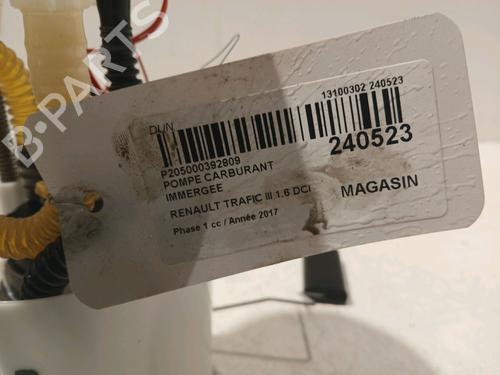 B-PARTS
DUN
13100302 240523
240523
P205000392809
POMPE CARBURANT
IMMERGEE
RENAULT TRAFIC III 1.6 DCI
MAGASIN
Phase 1 cc / Année 2017